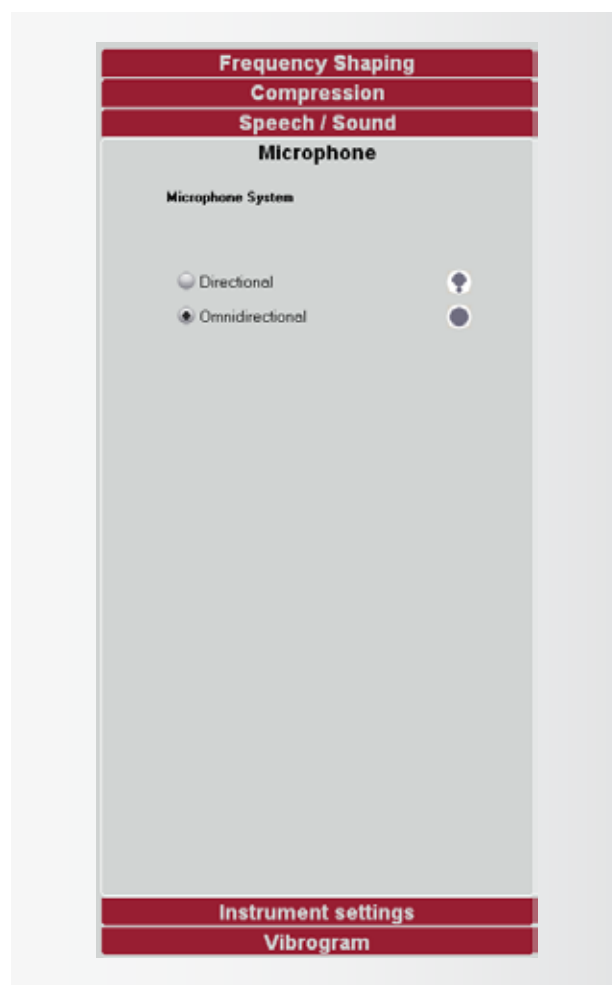 Frequency Shaping
Compression
Speech / Sound
Microphone
Microphone System
Directional
Omnidirectional
Instrument settings
Vibrogram